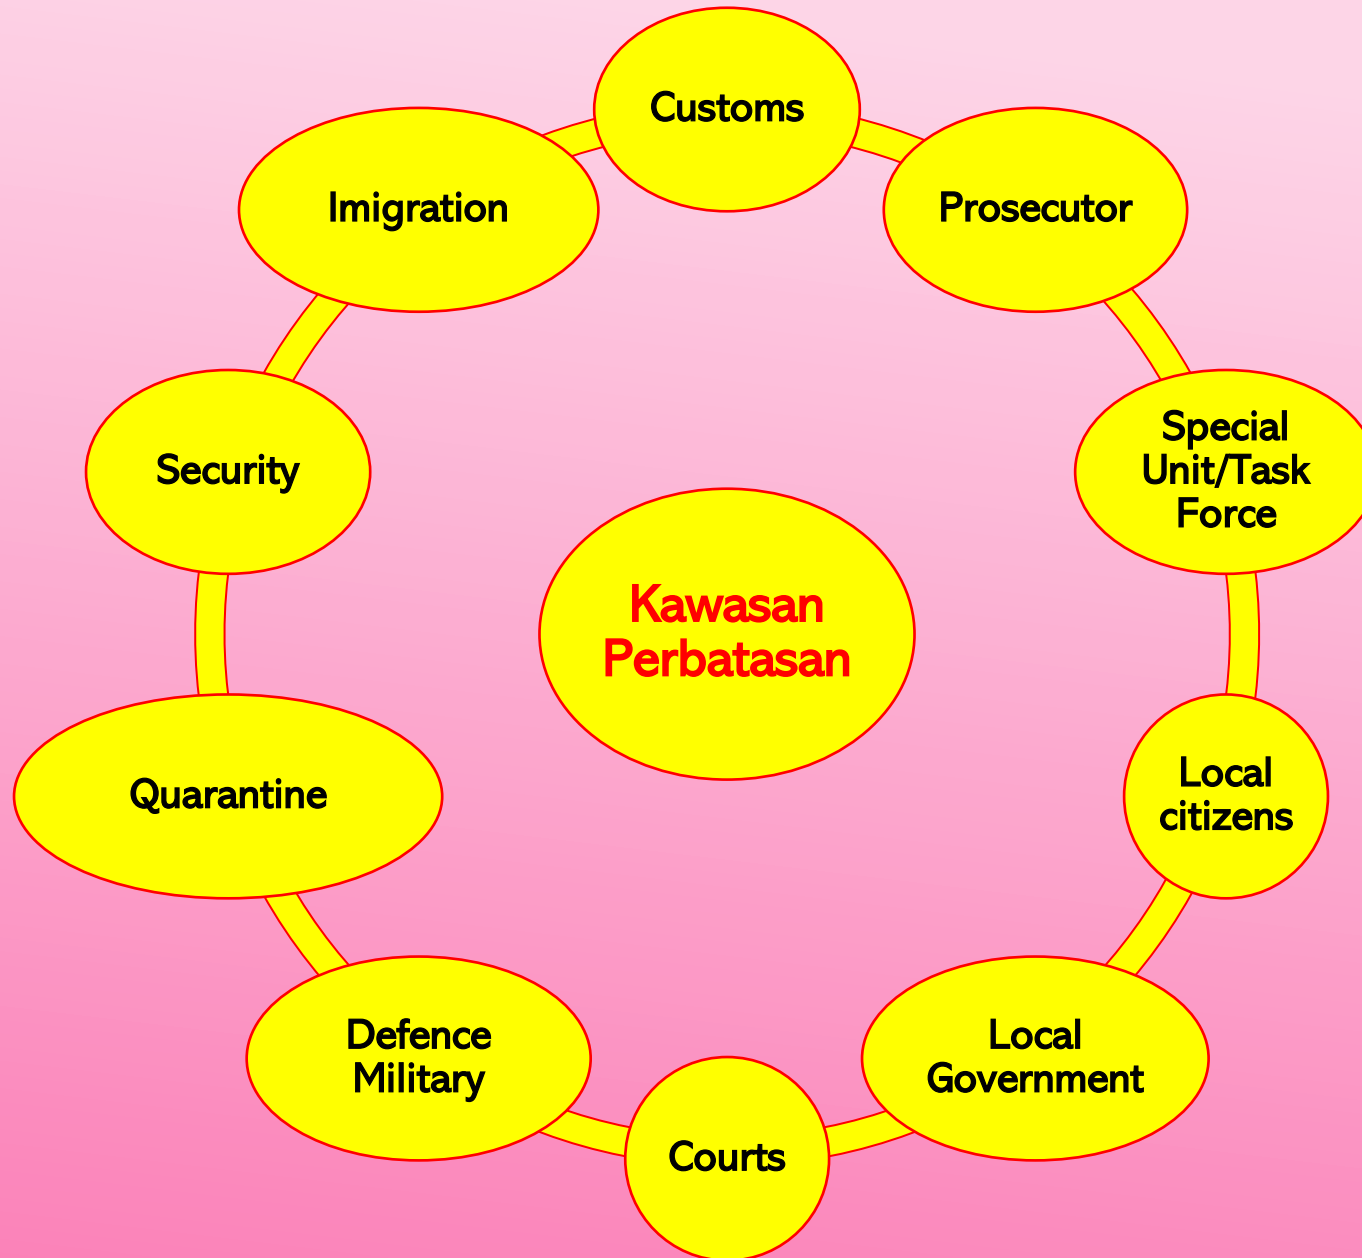 Customs
Imigration
Prosecutor
Special
Unit/Task
Force
Security
Kawasan
Perbatasan
Quarantine
Local
citizens
Defence
Military
Local
Government
Courts